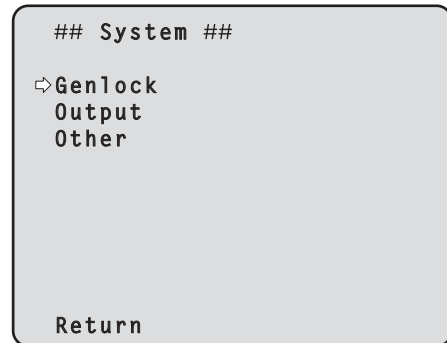 ## System ##
⇨Genlock
Output
Other
Return